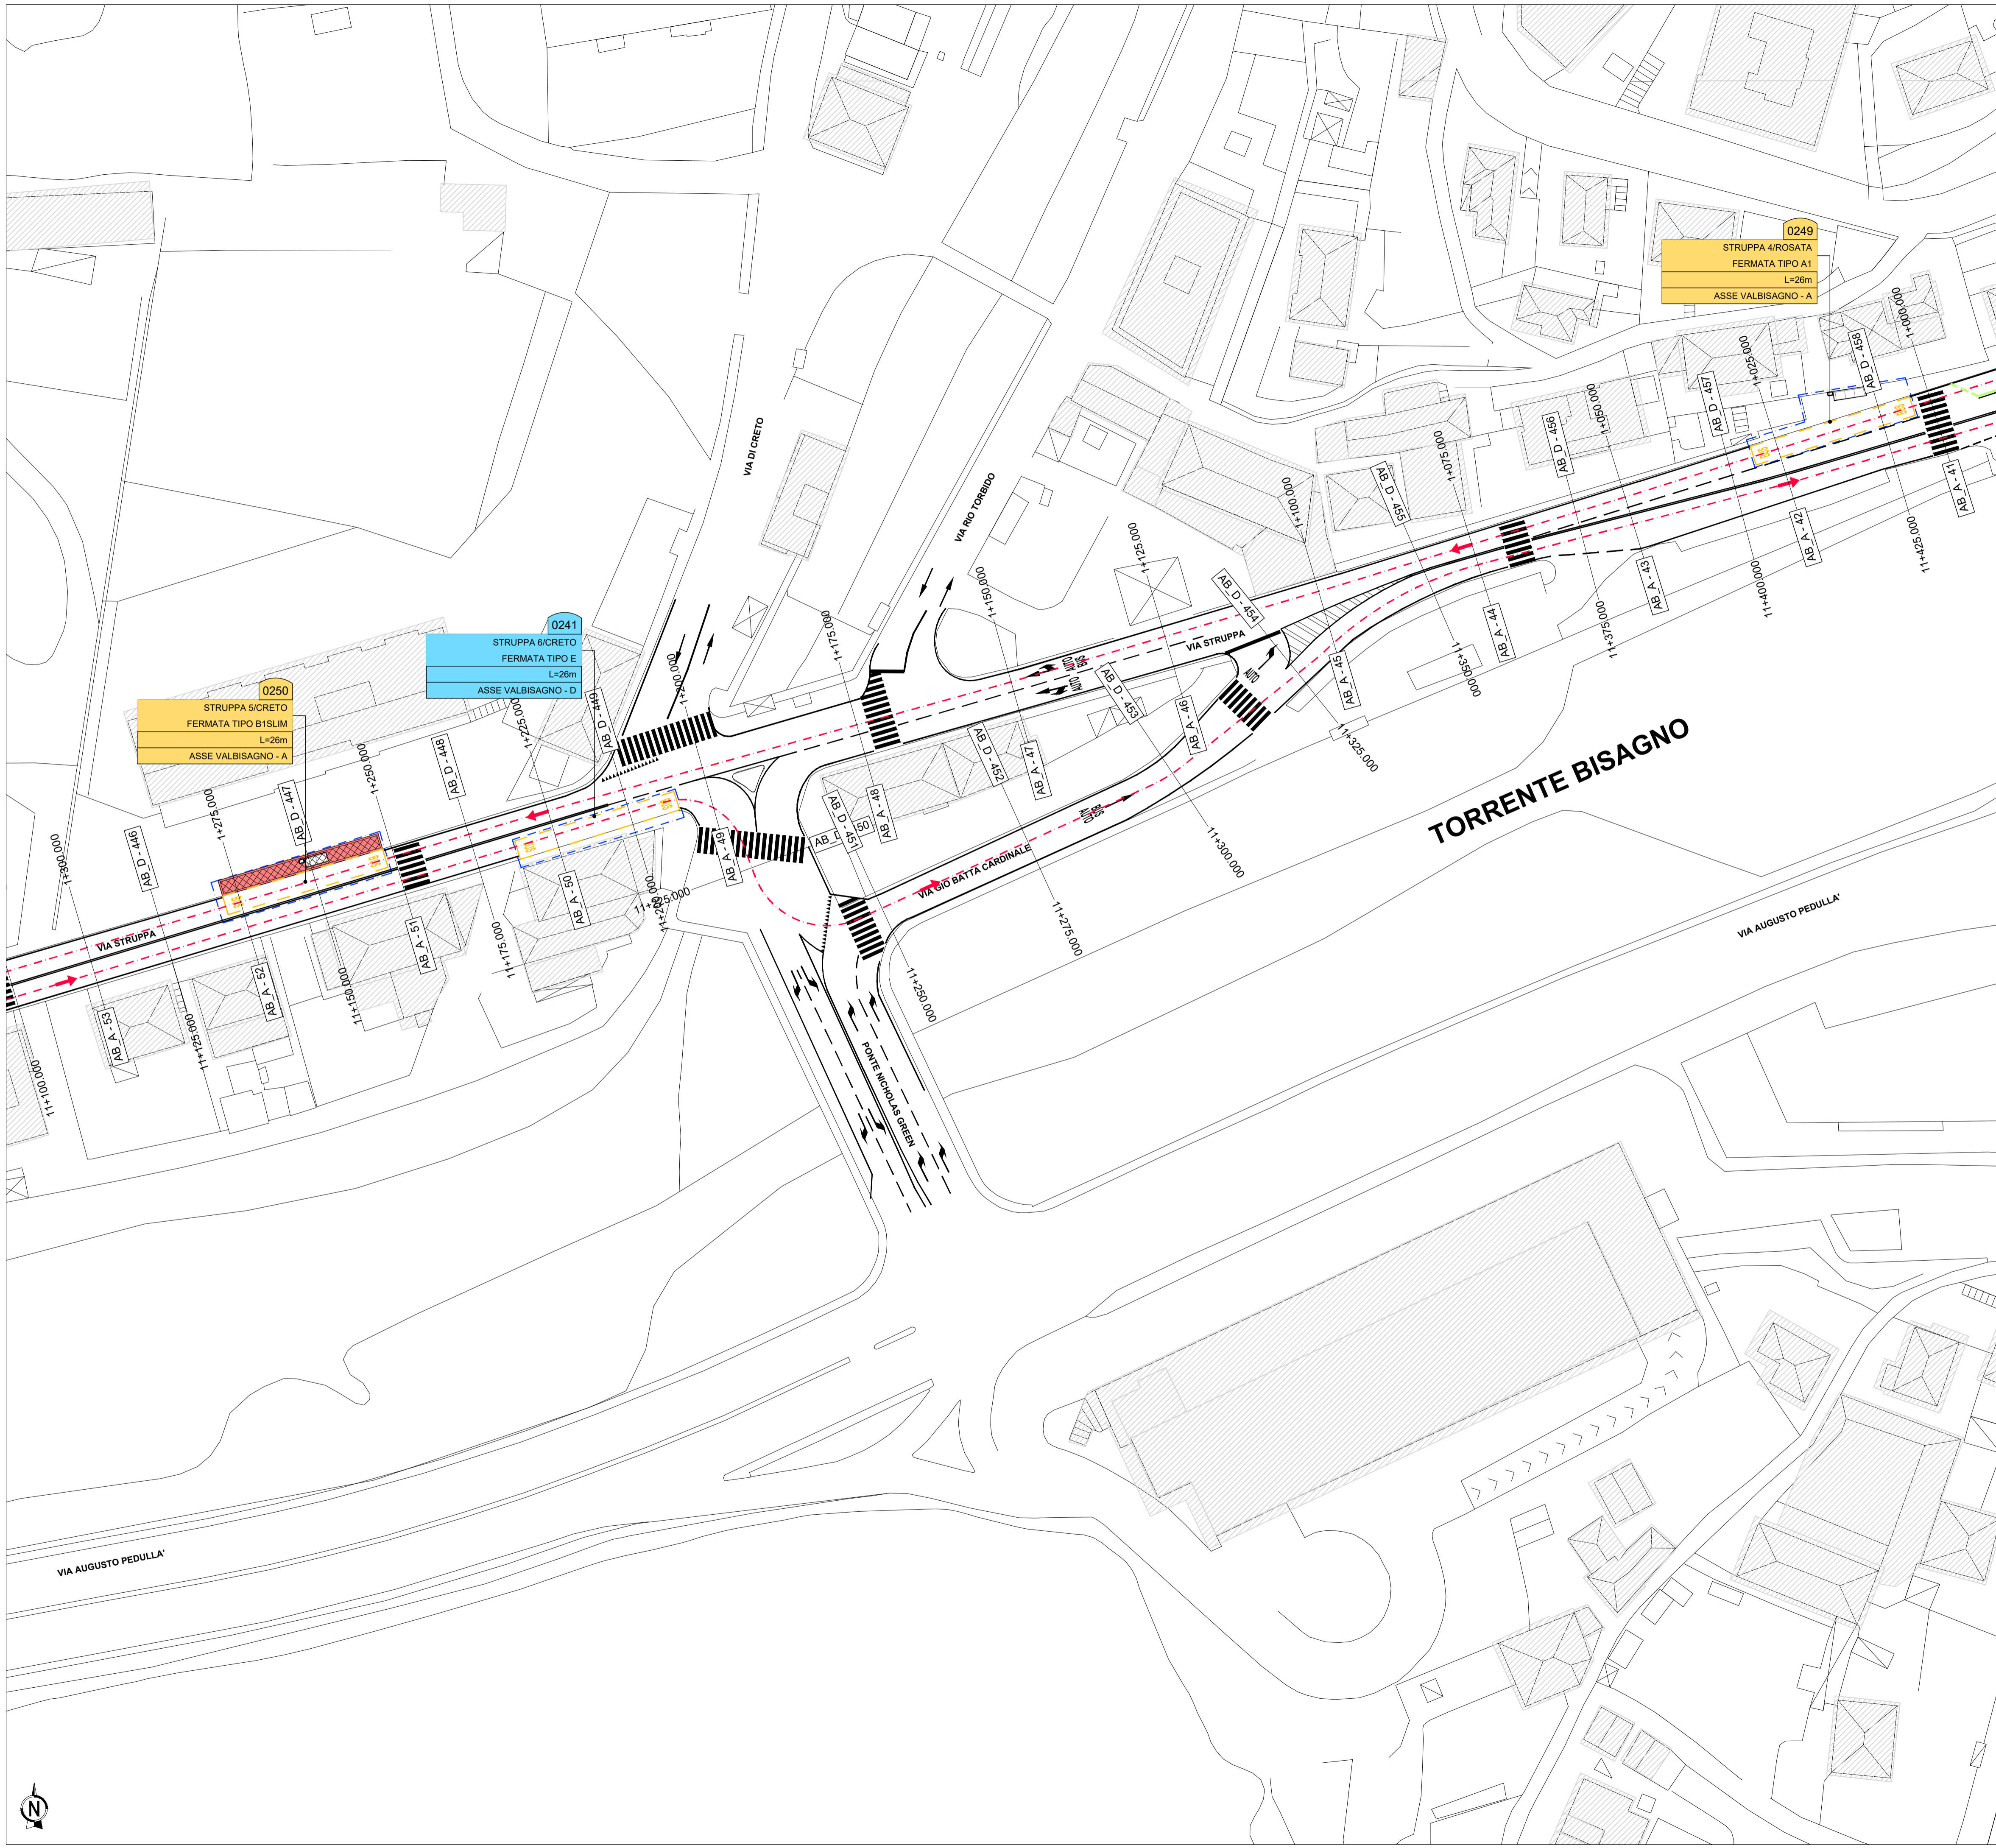 0249
STRUPPA 4/ROSATA
FERMATA TIPO A1
L=26m
ASSE VALBISAGNO - A
1+000.000
AB_D - 458
1+025.000
AB_D - 457
1+050.000
AB_D - 456
1+075.000
AB_D - 455
1+100.000
AB_A - 41
AB_A - 42
11+425.000
11+400.000
AB_A - 43
11+375.000
AB_A - 44
11+350.000
AB_A - 45
11+325.000
AB_D - 454
VIA STRUPPA
1+125.000
1+150.000
1+175.000
VIA DI CRETO
VIA RIO TORBIDO
BUS
AUTO
AUTO
AUTO
AB_D - 453
AB_A - 46
AB_D - 452
AB_A - 47
AB_A - 48
AB_D - 451
BUS
AUTO
VIA GIO BATTA CARDINALE
11+300.000
11+275.000
11+250.000
TORRENTE BISAGNO
0241
STRUPPA 6/CRETO
FERMATA TIPO E
L=26m
ASSE VALBISAGNO - D
1+200.000
AB_D - 449
1+225.000
AB_D - 448
1+250.000
0250
STRUPPA 5/CRETO
FERMATA TIPO B1SLIM
L=26m
ASSE VALBISAGNO - A
AB_D - 447
1+275.000
AB_D - 446
1+300.000
AB_A - 49
AB_A - 50
11+225.000
AB_A - 51
11+175.000
11+150.000
AB_A - 52
11+125.000
AB_A - 53
11+100.000
VIA STRUPPA
PONTE NICHOLAS GREEN
VIA AUGUSTO PEDULLA'
VIA AUGUSTO PEDULLA'
N